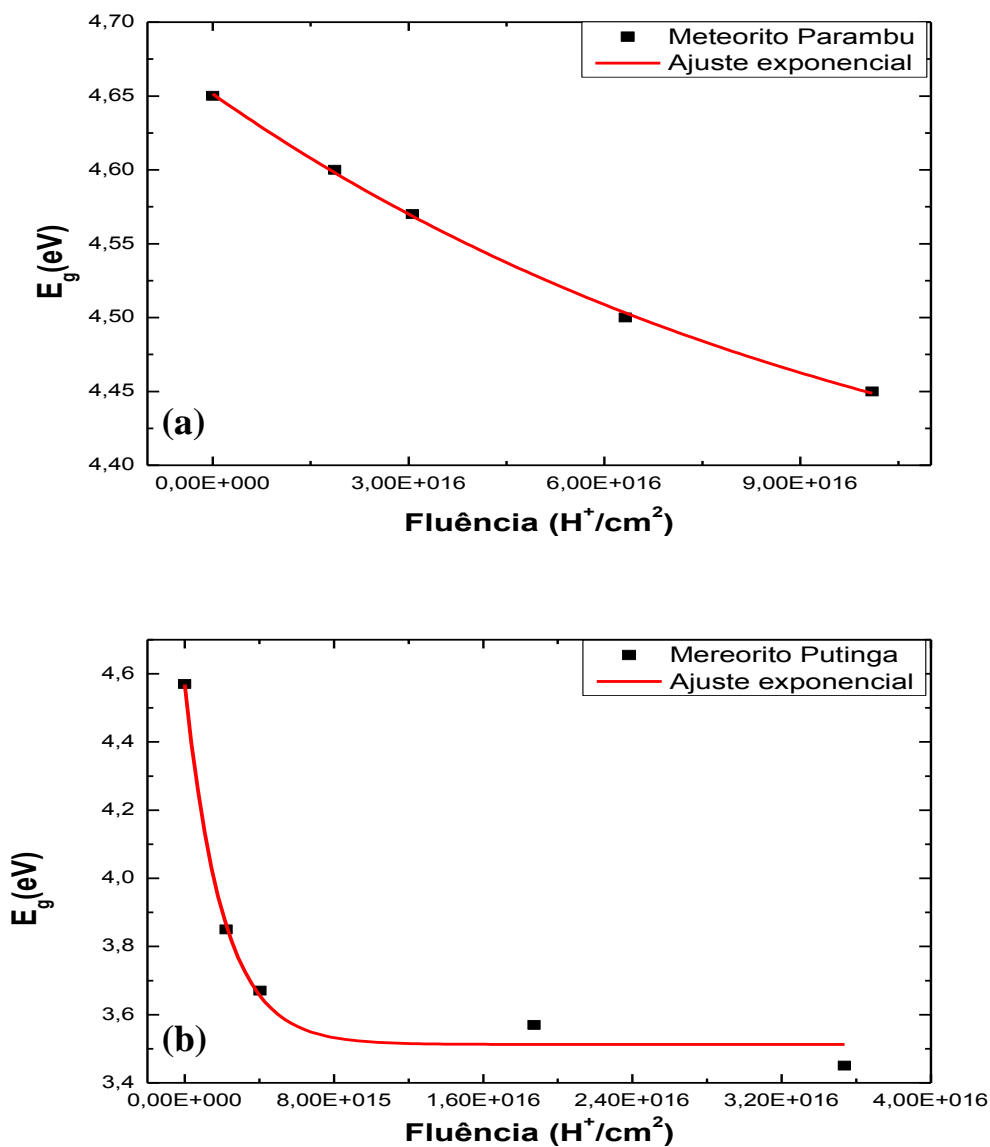 4,70
4,65
4,60
4,55
4,50
4,45
4,40
E_g(eV)
Meteorito Parambu
Ajuste exponencial
(a)
0,00E+000 3,00E+016 6,00E+016 9,00E+016
Fluência (H⁺/cm²)
4,6
4,4
4,2
4,0
3,8
3,6
3,4
E_g(eV)
Mereorito Putinga
Ajuste exponencial
(b)
0,00E+000 8,00E+015 1,60E+016 2,40E+016 3,20E+016 4,00E+016
Fluência (H⁺/cm²)